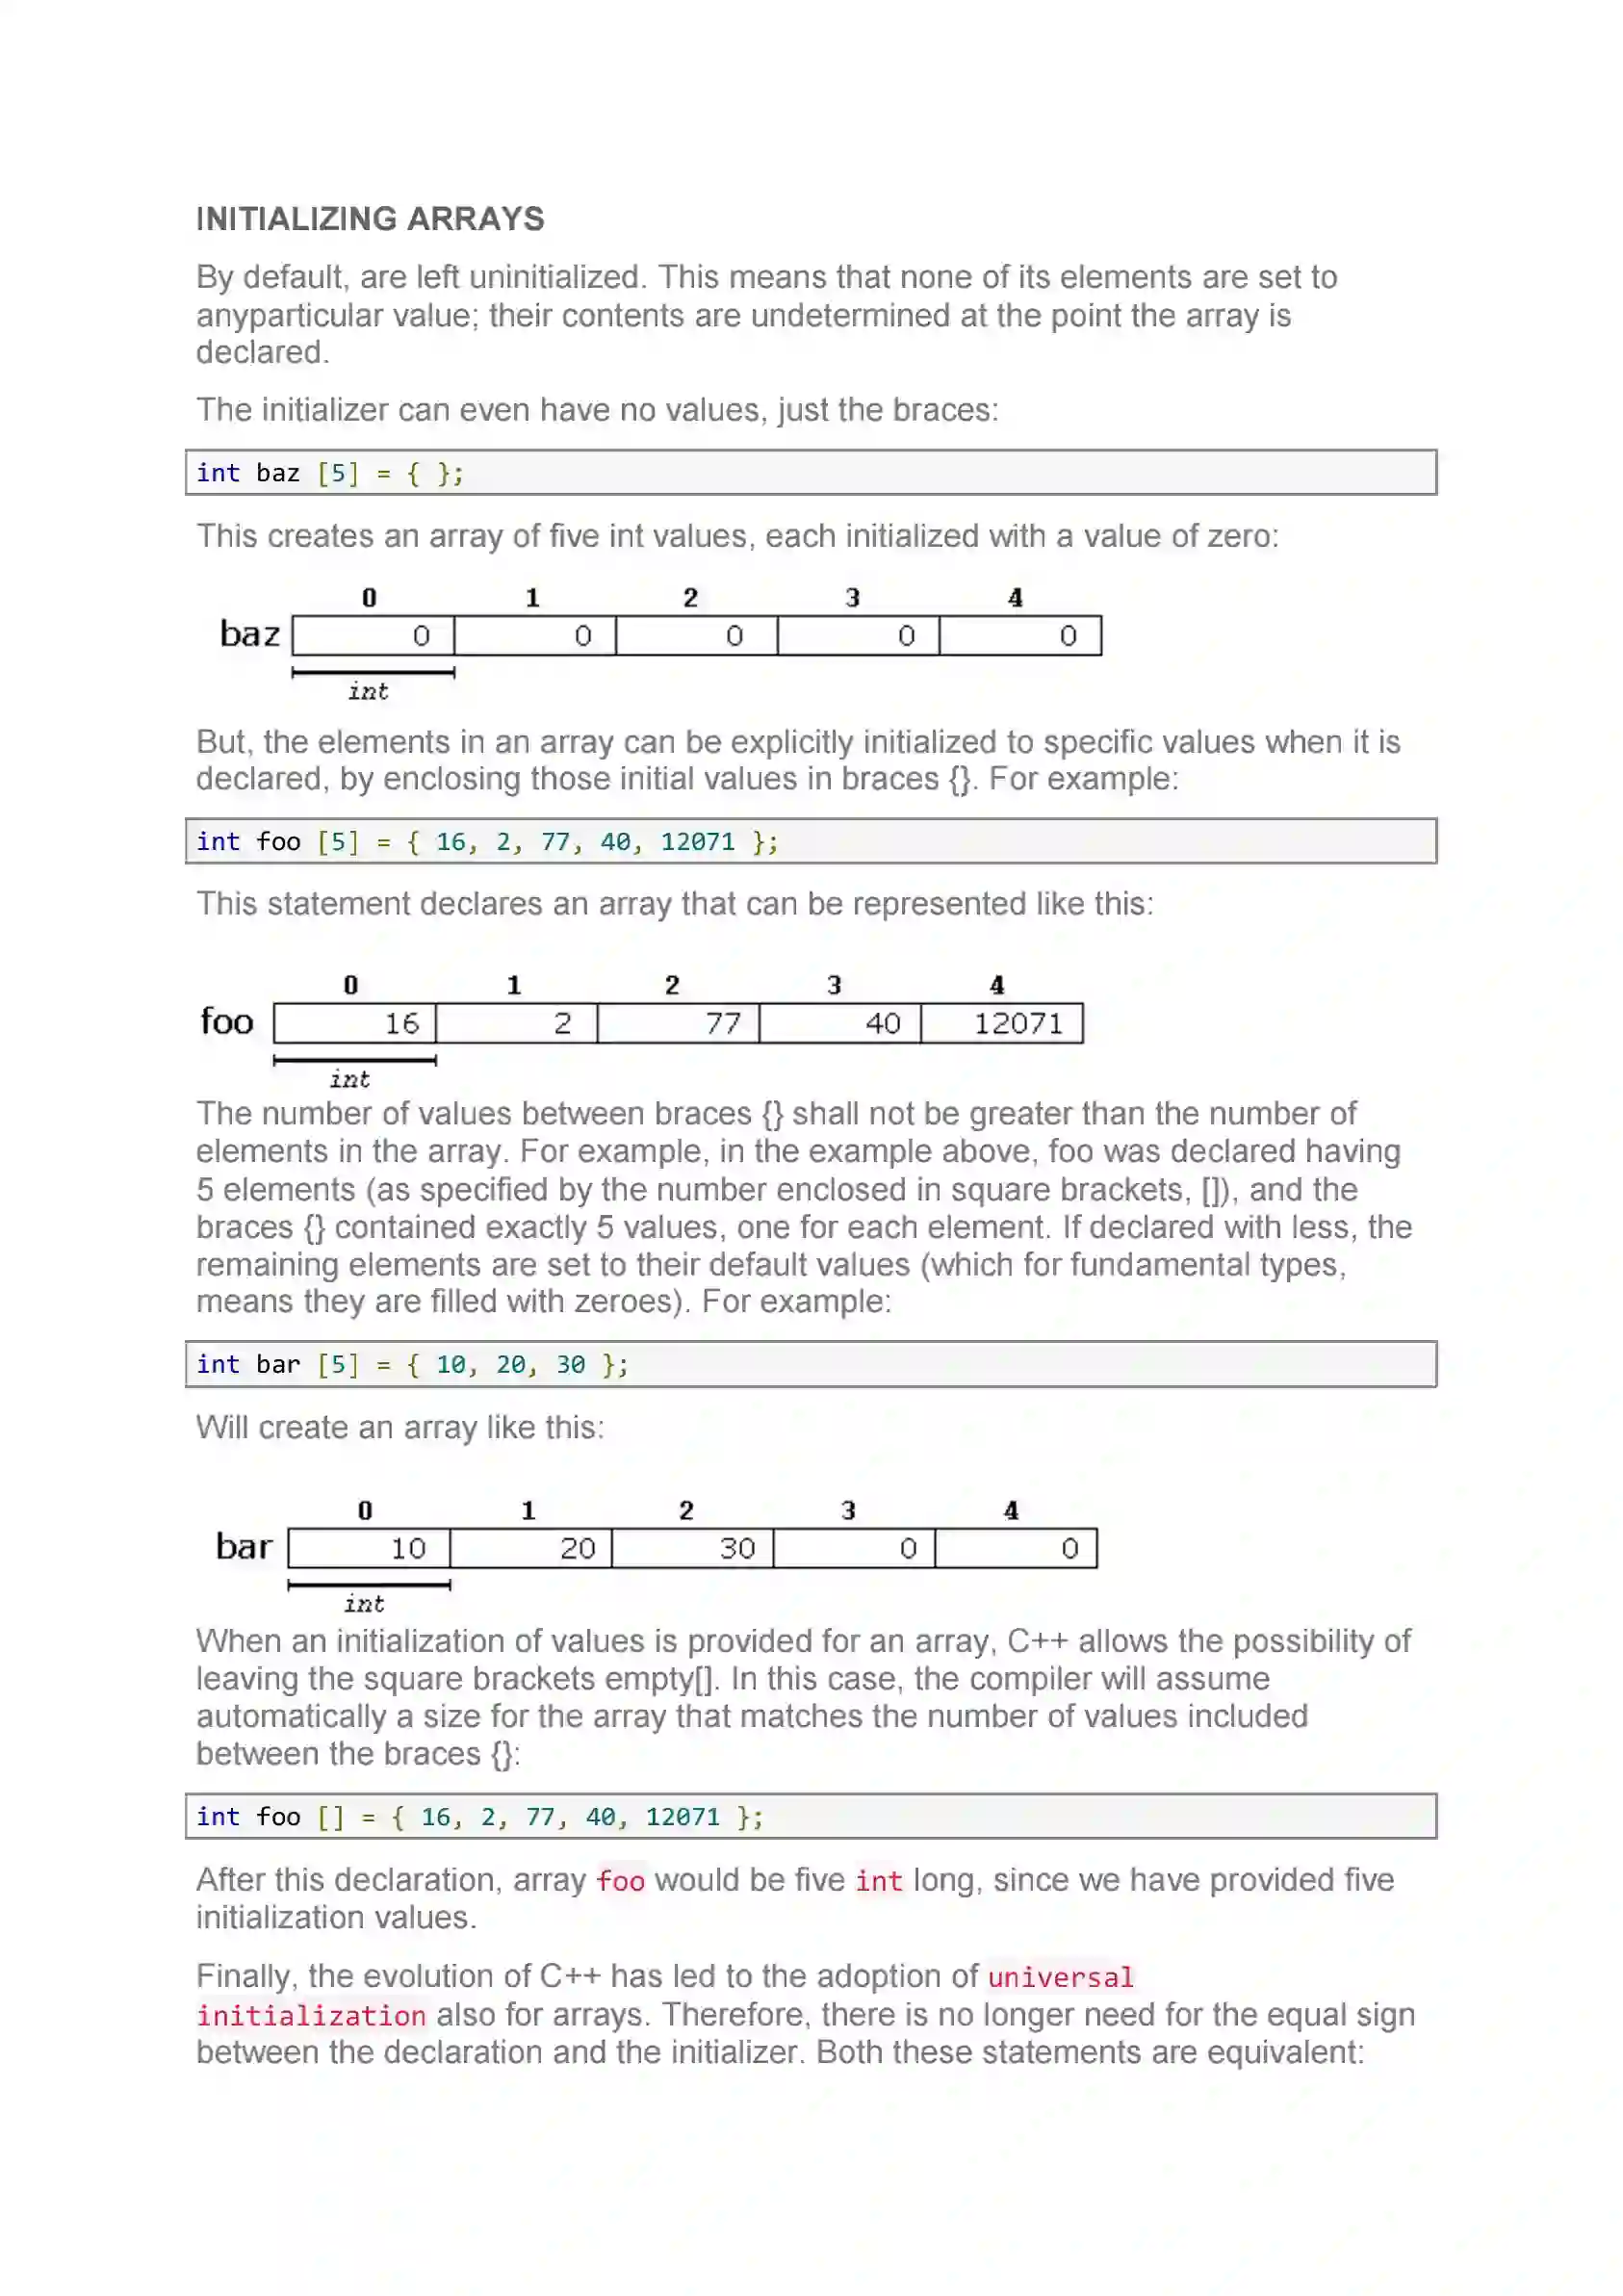 INITIALIZING ARRAYS
By default, are left uninitialized. This means that none of its elements are set to
anyparticular value; their contents are undetermined at the point the array is
declared.
The initializer can even have no values, just the braces:
int baz [5] = { };
This creates an array of five int values, each initialized with a value of zero:
0 1 2 3 4
baz 0 0 0 0 0
int
But, the elements in an array can be explicitly initialized to specific values when it is
declared, by enclosing those initial values in braces {}. For example:
int foo [5] = { 16, 2, 77, 40, 12071 };
This statement declares an array that can be represented like this:
0 1 2 3 4
foo 16 2 77 40 12071
int
The number of values between braces {} shall not be greater than the number of
elements in the array. For example, in the example above, foo was declared having
5 elements (as specified by the number enclosed in square brackets, []), and the
braces {} contained exactly 5 values, one for each element. If declared with less, the
remaining elements are set to their default values (which for fundamental types,
means they are filled with zeroes). For example:
int bar [5] = { 10, 20, 30 };
Will create an array like this:
0 1 2 3 4
bar 10 20 30 0 0
int
When an initialization of values is provided for an array, C++ allows the possibility of
leaving the square brackets empty[]. In this case, the compiler will assume
automatically a size for the array that matches the number of values included
between the braces {}:
int foo [] = { 16, 2, 77, 40, 12071 };
After this declaration, array foo would be five int long, since we have provided five
initialization values.
Finally, the evolution of C++ has led to the adoption of universal
initialization also for arrays. Therefore, there is no longer need for the equal sign
between the declaration and the initializer. Both these statements are equivalent: